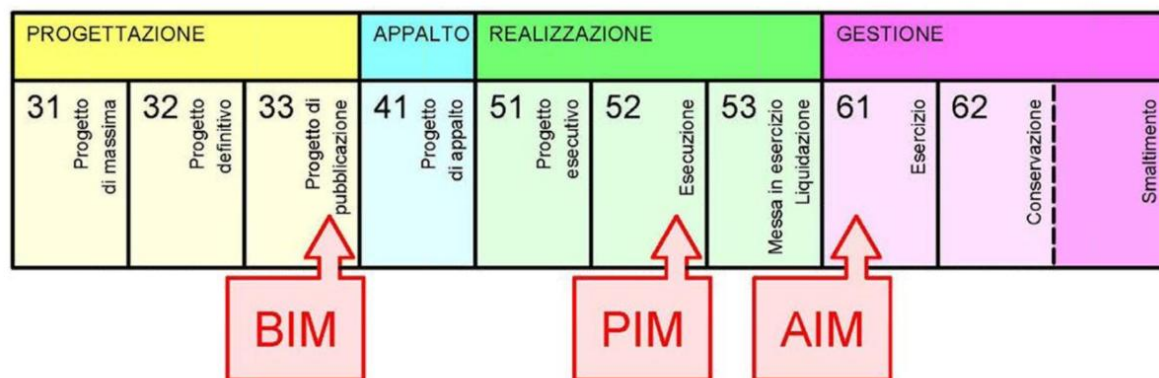 PROGETTAZIONE
APPALTO
REALIZZAZIONE
GESTIONE
31
Progetto
di massima
32
Progetto
definitivo
33
Progetto di
pubblicazione
41
Progetto
di appalto
51
Progetto
esecutivo
52
Esecuzione
53
Messa in esercizio
Liquidazione
61
Esercizio
62
Conservazione
Smaltimento
BIM
PIM
AIM